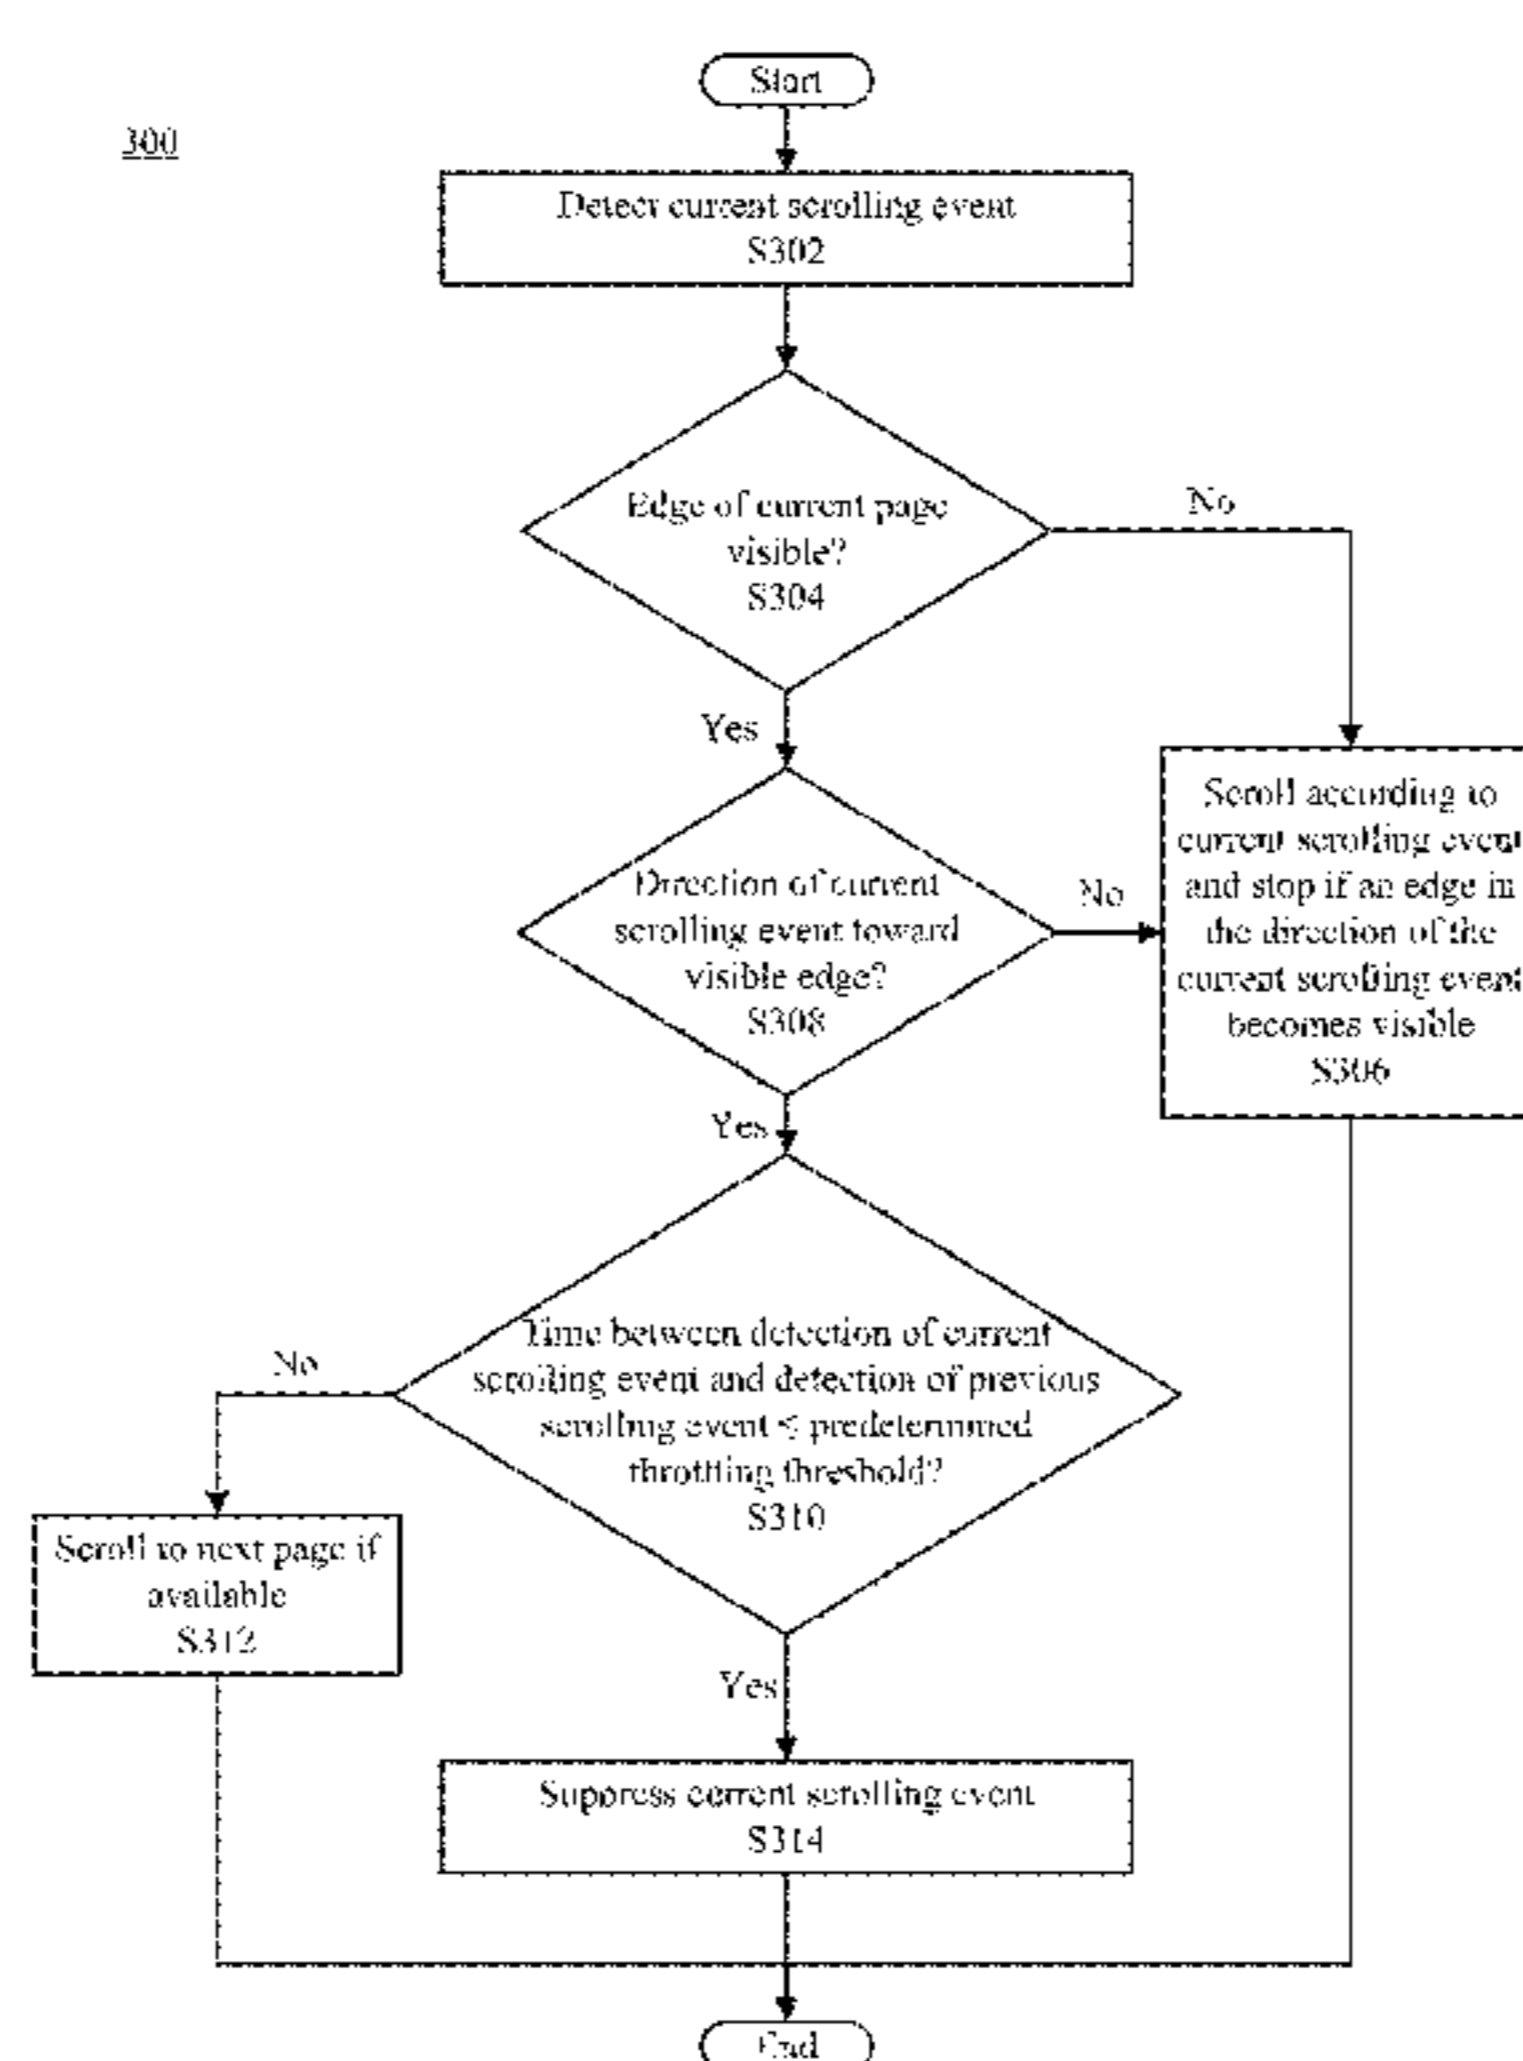 Start
300
Detect current scrolling event
S302
Edge of current page
visible?
S304
No
Yes
Scroll according to
current scrolling event
and stop if an edge in
the direction of the
current scrolling event
becomes visible
S306
Direction of current
scrolling event toward
visible edge?
S308
No
Yes
Time between detection of current
scrolling event and detection of previous
scrolling event ≤ predetermined
throttling threshold?
S310
No
Scroll to next page if
available
S312
Yes
Suppress current scrolling event
S314
End